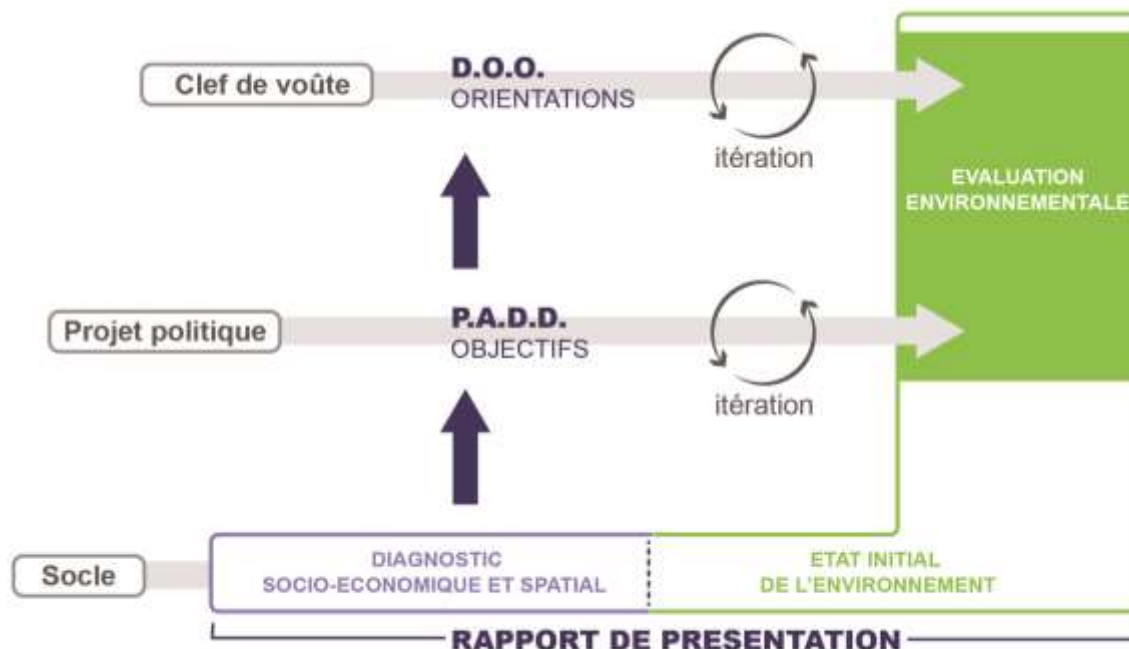 Clef de voûte
D.O.O.
ORIENTATIONS
itération
EVALUATION
ENVIRONNEMENTALE
Projet politique
P.A.D.D.
OBJECTIFS
itération
Socle
DIAGNOSTIC
SOCIO-ECONOMIQUE ET SPATIAL
ETAT INITIAL
DE L'ENVIRONNEMENT
RAPPORT DE PRESENTATION